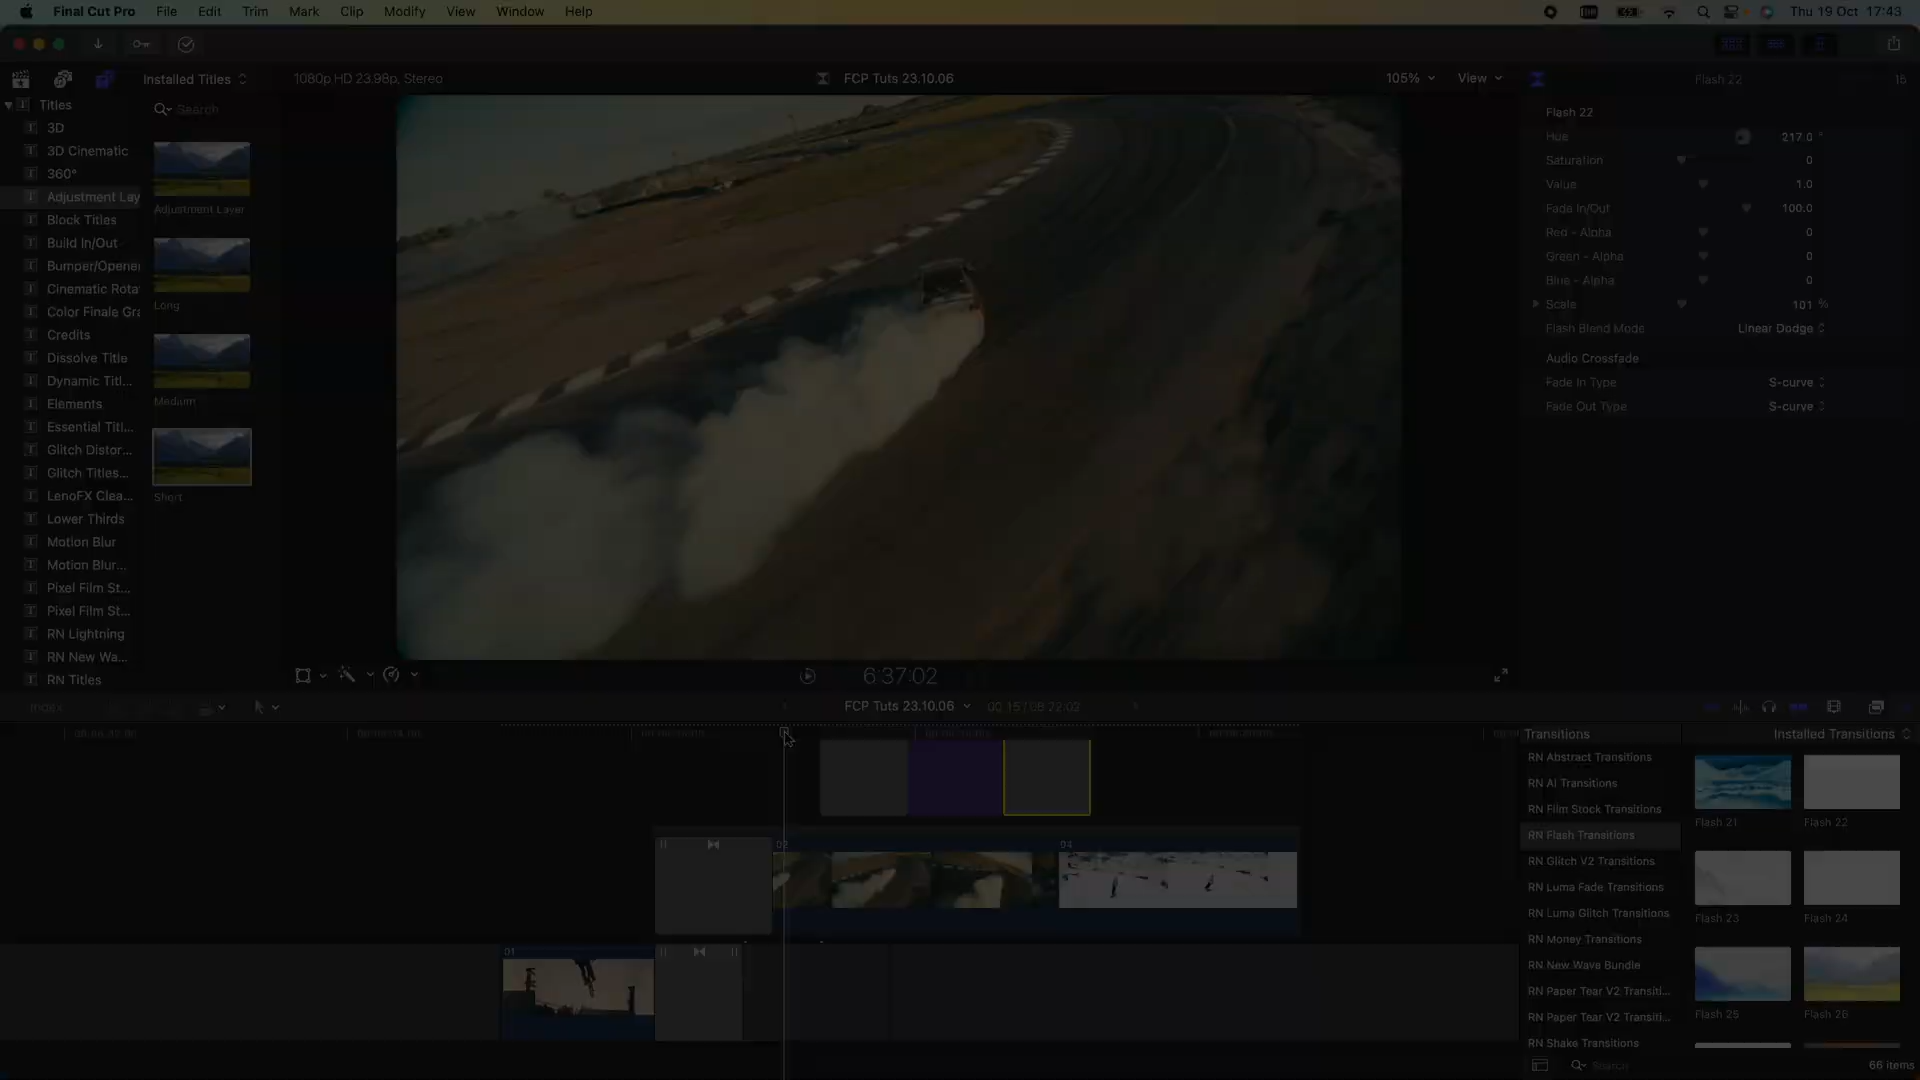 Final Cut Pro File Edit Trim Mark Clip Modify View Window Help Thu 19 Oct 17:43
Installed Titles 1080p HD 23.98p, Stereo FCP Tuts 23.10.06 105% View Flash 22 15
Titles
Search
3D
3D Cinematic
360°
Adjustment Lay
Block Titles
Build In/Out
Bumper/Opener
Cinematic Rota
Color Finale Gra
Credits
Dissolve Title
Dynamic Titl...
Elements
Essential Titl...
Glitch Distor...
Glitch Titles...
LenoFX Clea...
Lower Thirds
Motion Blur
Motion Blur...
Pixel Film St...
Pixel Film St...
RN Lightning
RN New Wa...
RN Titles
Adjustment Layer
Long
Medium
Short
Flash 22
Hue 217.0 °
Saturation 0
Value 1.0
Fade In/Out 100.0
Red - Alpha 0
Green - Alpha 0
Blue - Alpha 0
Scale 101 %
Flash Blend Mode Linear Dodge
Audio Crossfade
Fade In Type S-curve
Fade Out Type S-curve
6:37:02
Index FCP Tuts 23.10.06 00:15 / 08:22:02
02
04
01
Transitions Installed Transitions
RN Abstract Transitions
RN AI Transitions
RN Film Stock Transitions
RN Flash Transitions
RN Glitch V2 Transitions
RN Luma Fade Transitions
RN Luma Glitch Transitions
RN Money Transitions
RN New Wave Bundle
RN Paper Tear V2 Transiti...
RN Paper Tear V2 Transiti...
RN Shake Transitions
Flash 21 Flash 22
Flash 23 Flash 24
Flash 25 Flash 26
Search 66 items